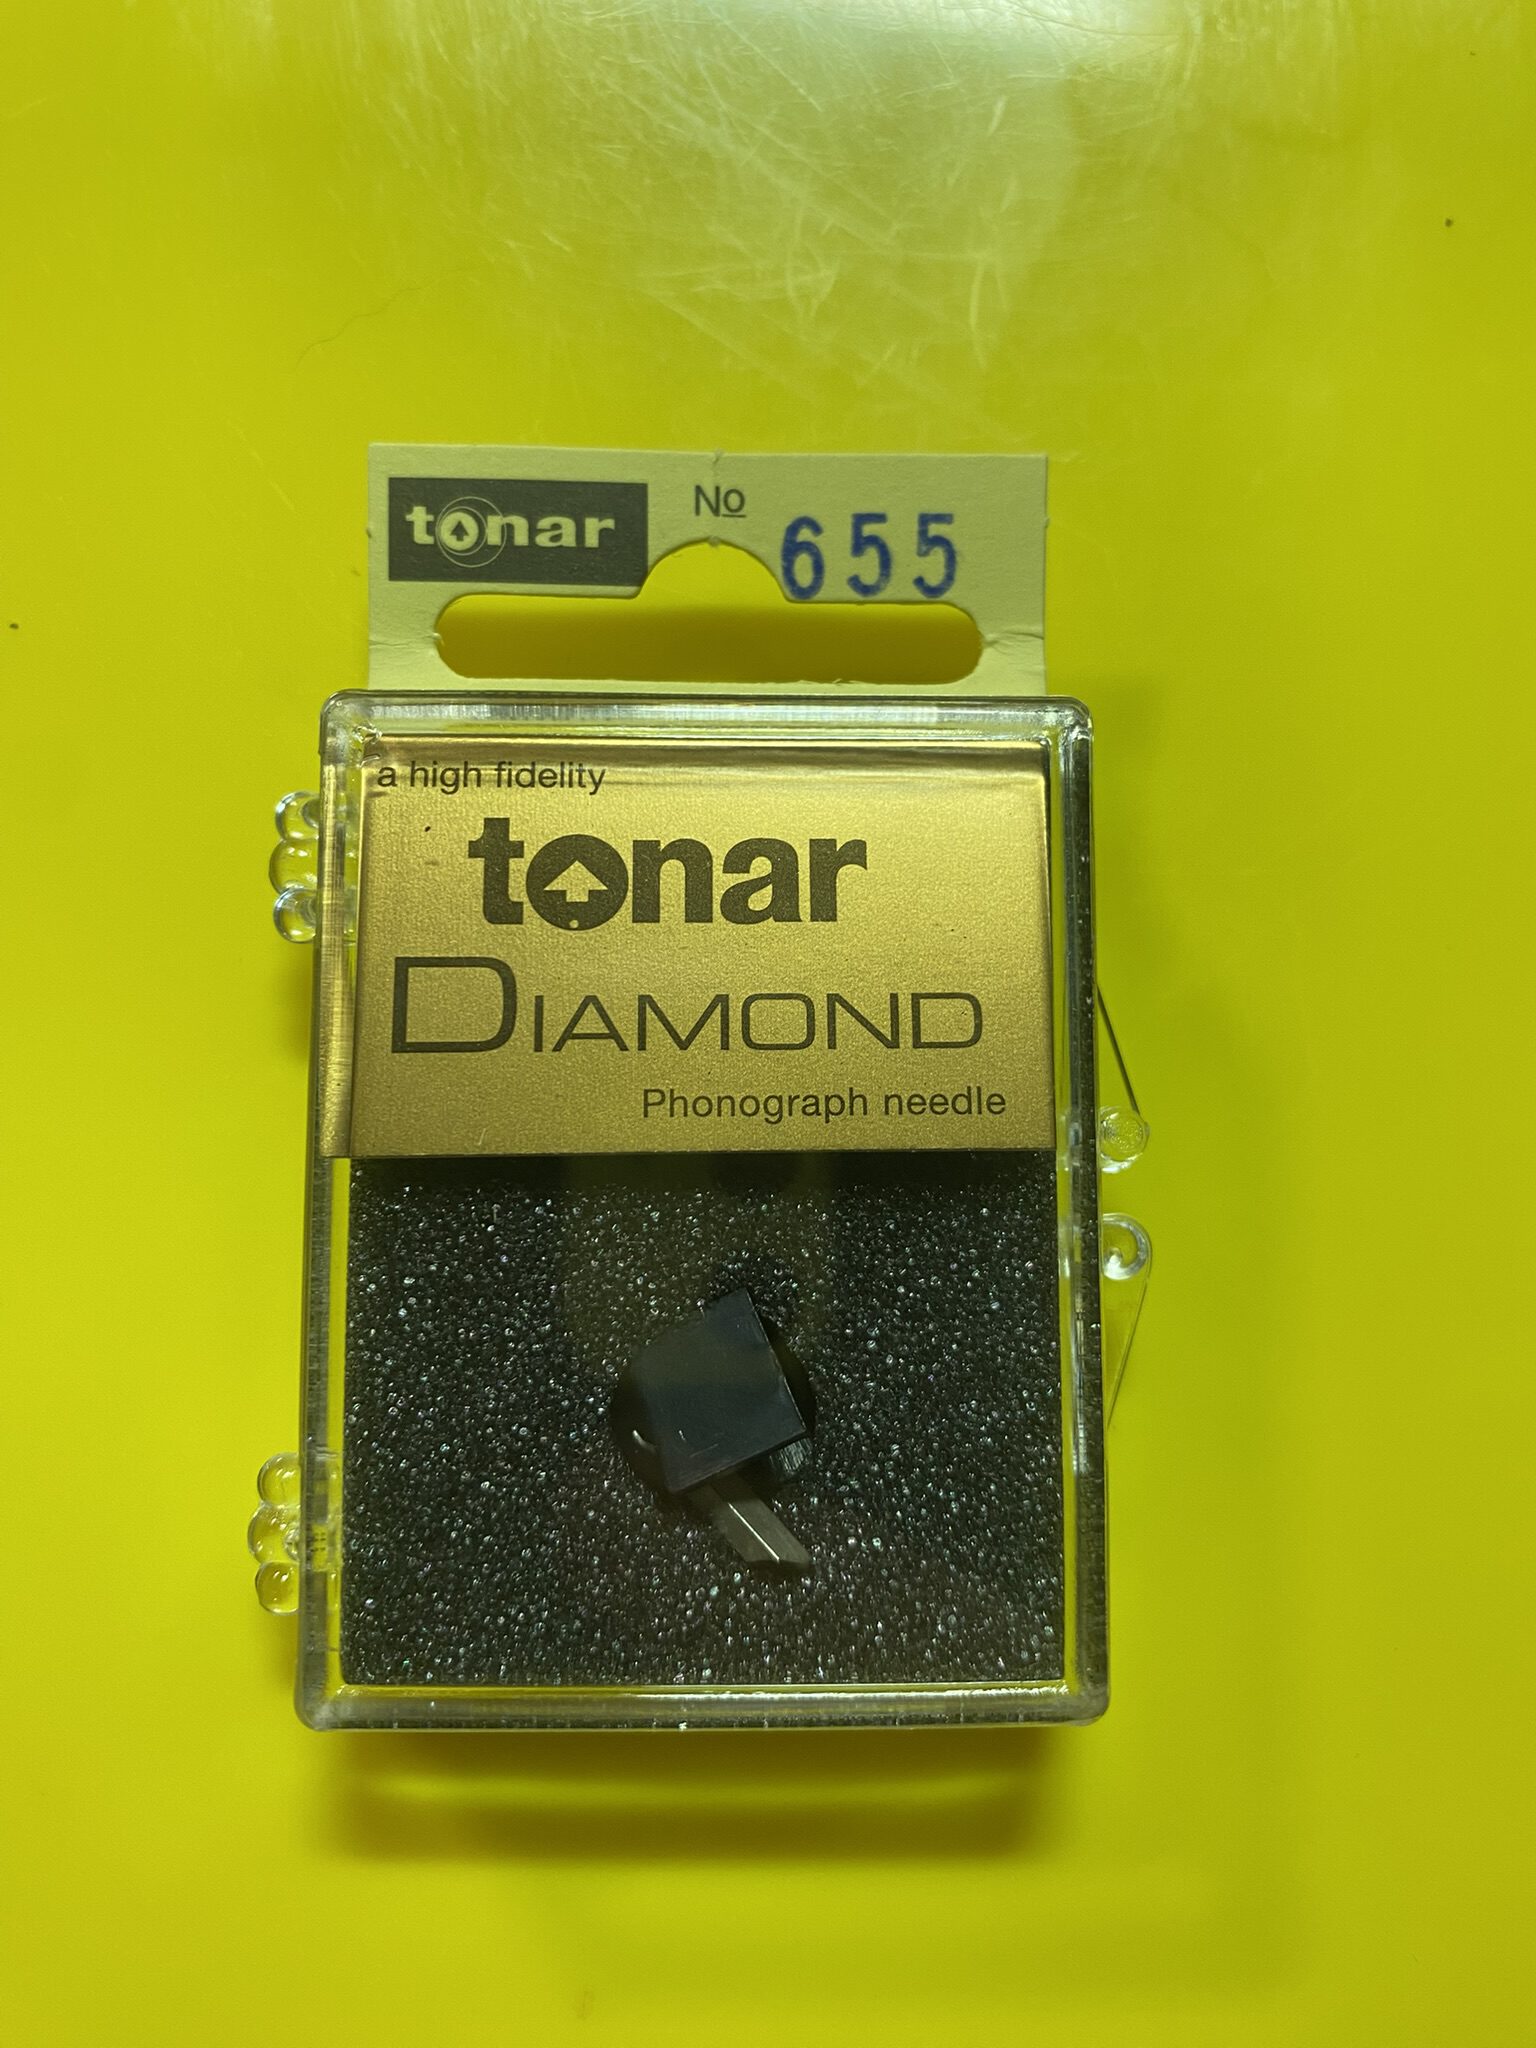 tonar
No 655
a high fidelity
tonar
DIAMOND
Phonograph needle